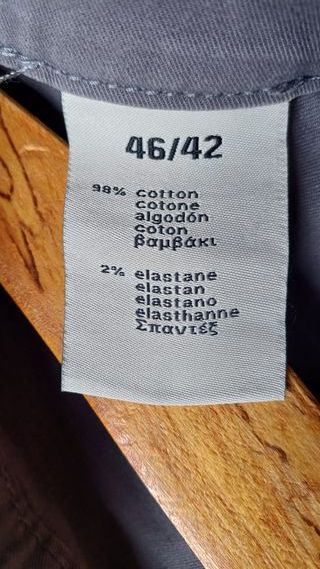 46/42
98% cotton
cotone
algodón
coton
βαμβάκι
2% elastane
elastan
elastano
elasthanne
Σπαντέξ